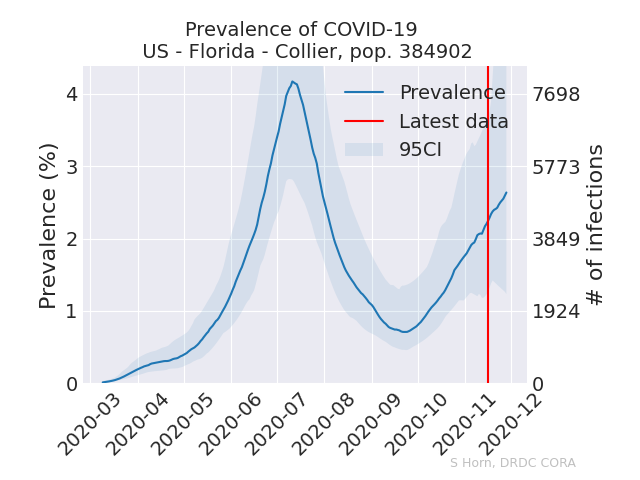 Prevalence of COVID-19
US - Florida - Collier, pop. 384902
Prevalence
Latest data
95CI
Prevalence (%)
4
3
2
1
0
7698
5773
3849
1924
0
# of infections
2020-03
2020-04
2020-05
2020-06
2020-07
2020-08
2020-09
2020-10
2020-11
2020-12
S Horn, DRDC CORA